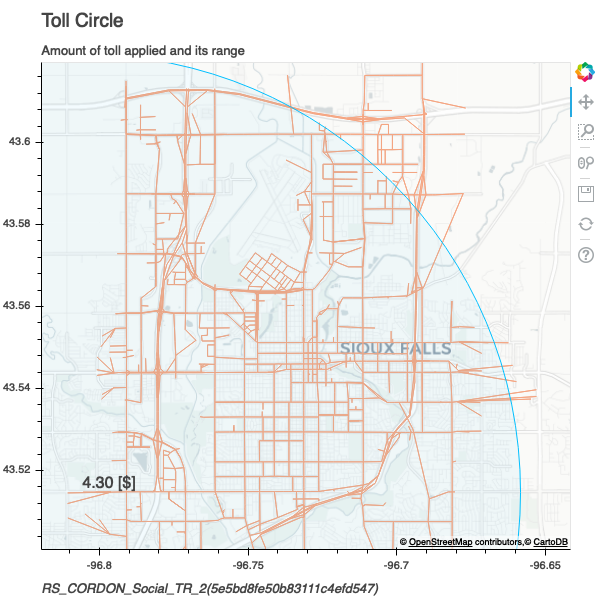 Toll Circle
Amount of toll applied and its range
43.6
43.58
43.56
43.54
43.52
SIOUX FALLS
4.30 [$]
© OpenStreetMap contributors,© CartoDB
-96.8
-96.75
-96.7
-96.65
RS_CORDON_Social_TR_2(5e5bd8fe50b83111c4efd547)